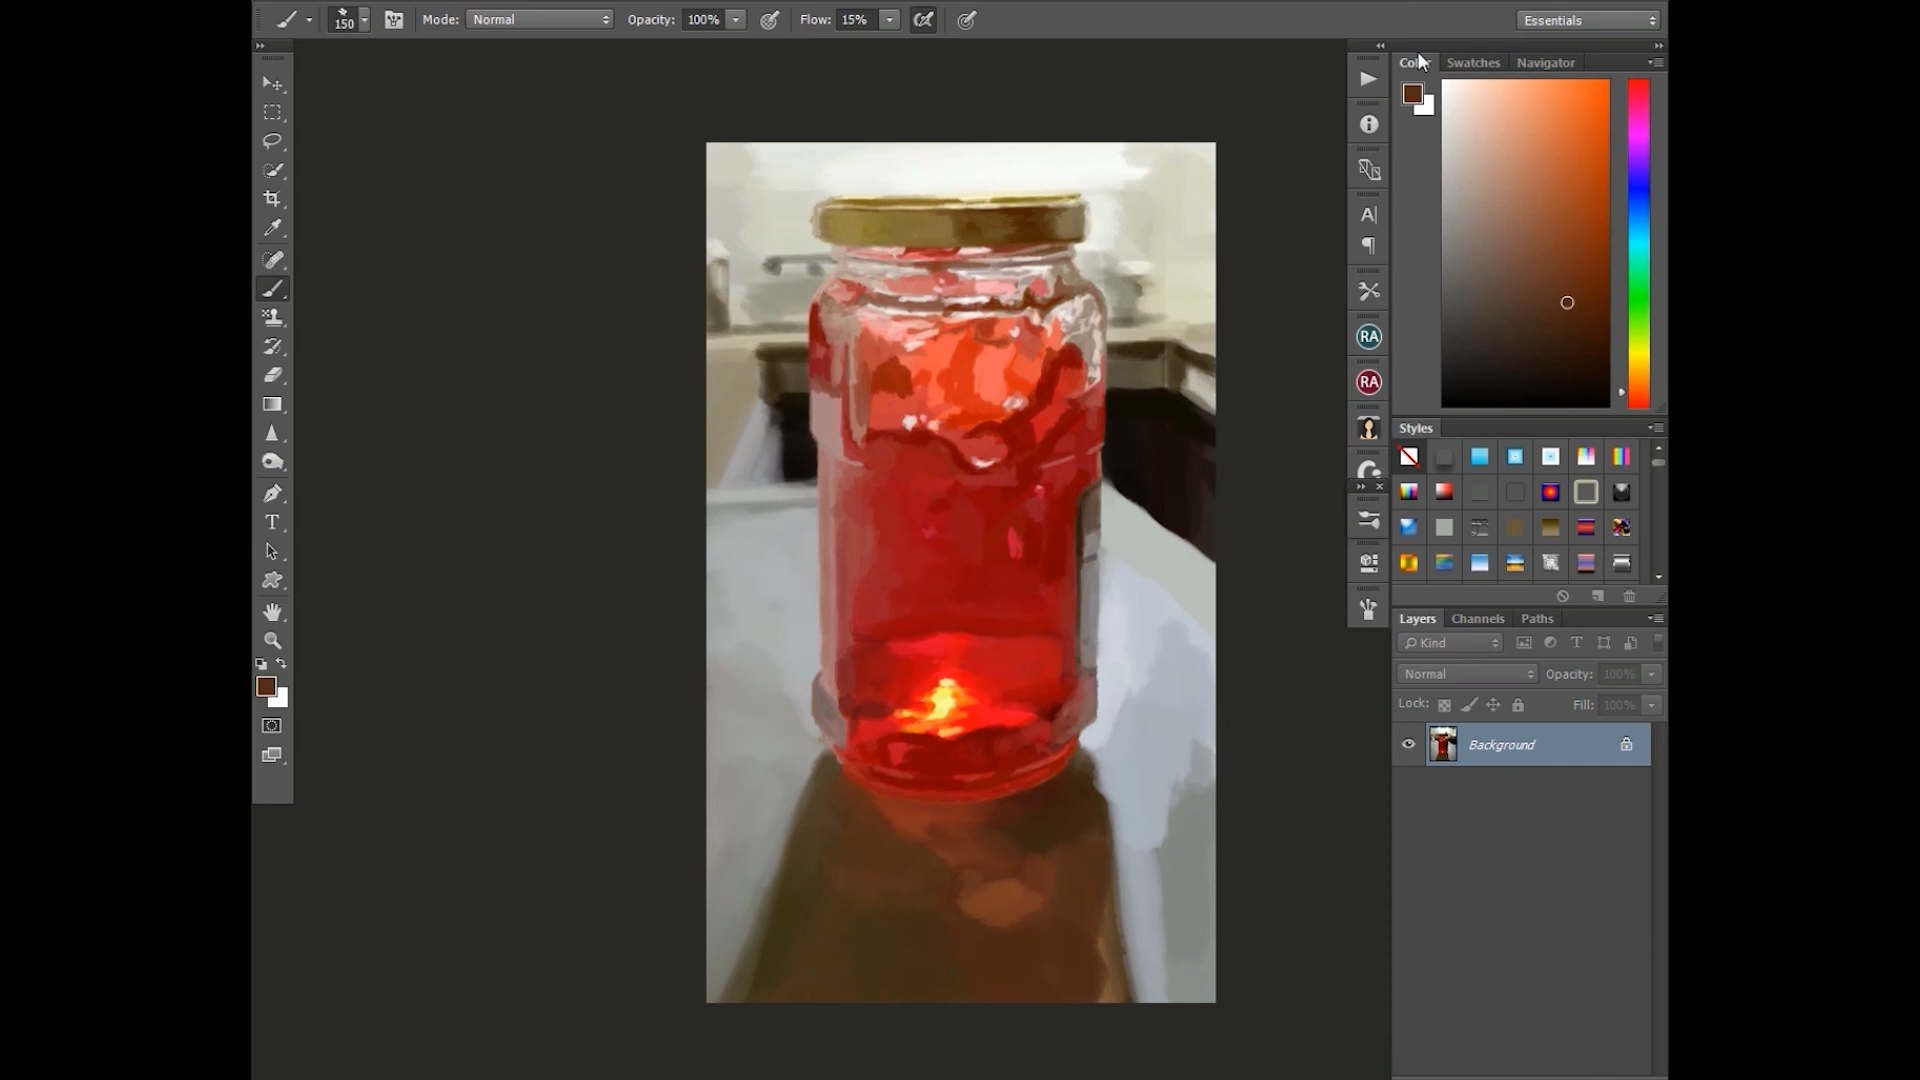 150 Mode: Normal Opacity: 100% Flow: 15% Essentials
Swatches Navigator
A|
RA
RA
Styles
T
Layers Channels Paths
Kind T
Normal Opacity: 100%
Lock: Fill: 100%
Background